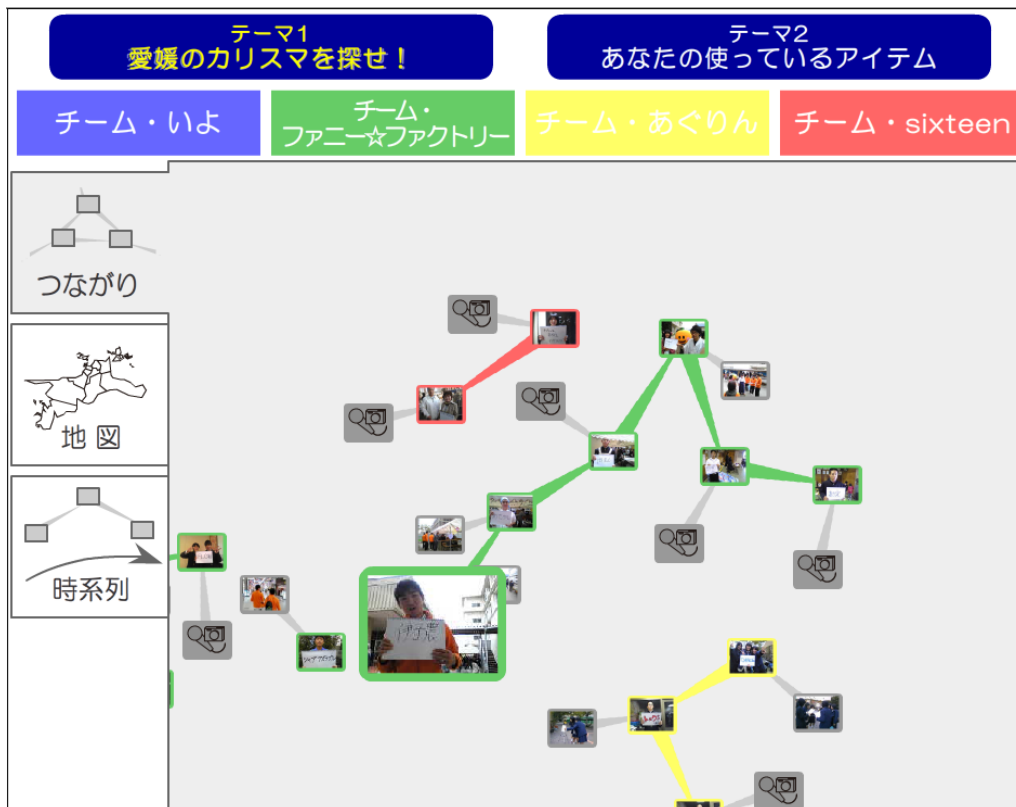 テーマ1
愛媛のカリスマを探せ!
テーマ2
あなたの使っているアイテム
チーム・いよ
チーム・
ファニー☆ファクトリー
チーム・あぐりん
チーム・sixteen
つながり
地図
時系列